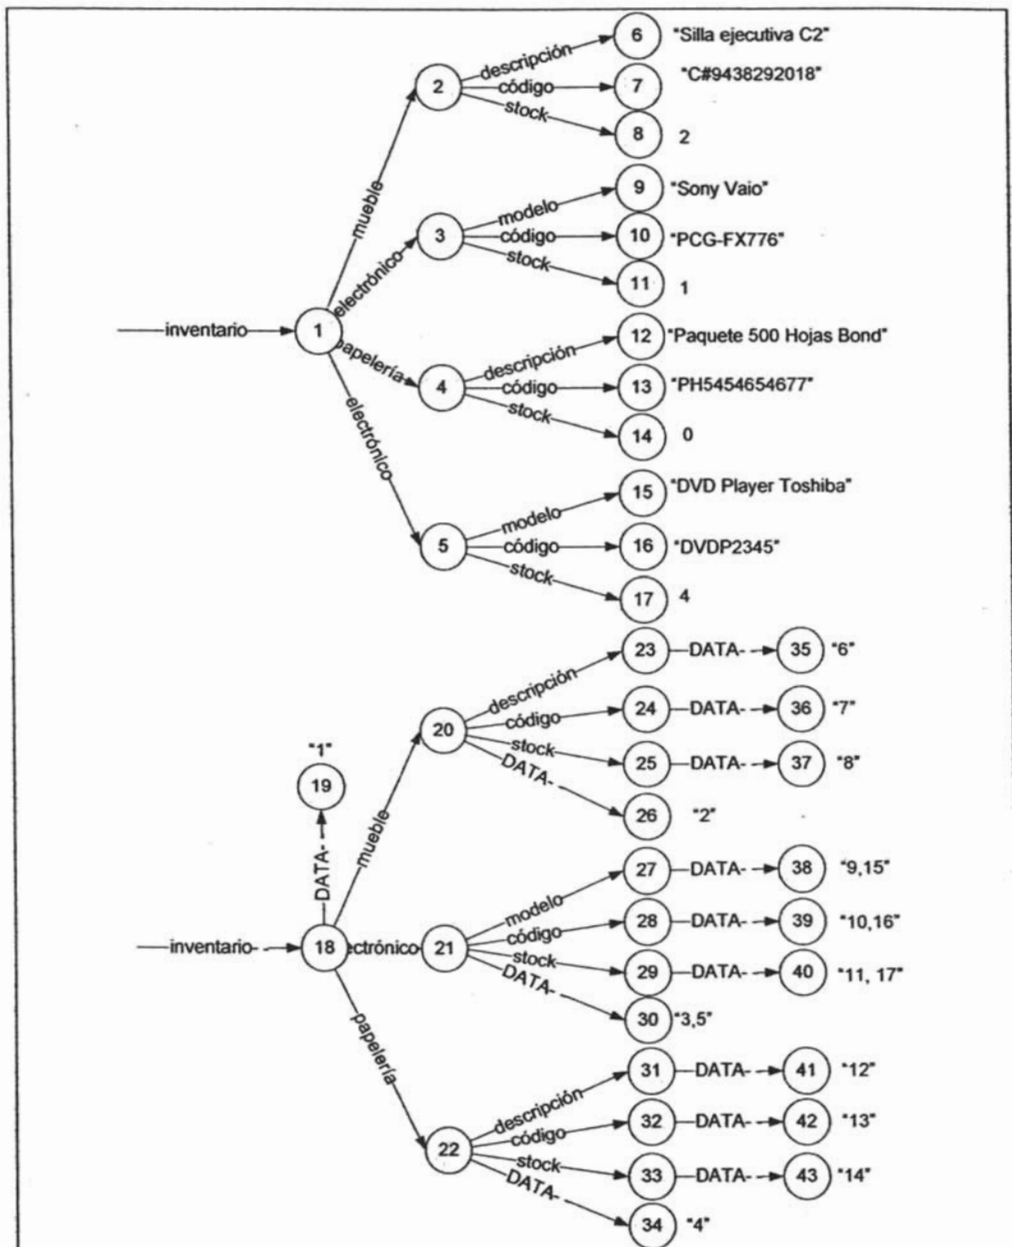 6 "Silla ejecutiva C2"
descripción
2 código 7 "C#9438292018"
stock
8 2
mueble
9 "Sony Vaio"
modelo
3 código 10 "PCG-FX776"
stock
electrónico
11 1
inventario 1
12 "Paquete 500 Hojas Bond"
papelería
descripción
4 código 13 "PH5454654677"
stock
14 0
electrónico
15 "DVD Player Toshiba"
modelo
5 código 16 "DVDP2345"
stock
17 4
23 DATA- 35 "6"
descripción
20 código 24 DATA- 36 "7"
stock 25 DATA- 37 "8"
DATA-
26 "2"
"1"
19
mueble
DATA-
27 DATA- 38 "9,15"
modelo
código 28 DATA- 39 "10,16"
inventario- 18 ectrónico 21
stock 29 DATA- 40 "11, 17"
DATA-
30 "3,5"
papelería
31 DATA- 41 "12"
descripción
código 32 DATA- 42 "13"
22
stock 33 DATA- 43 "14"
DATA-
34 "4"